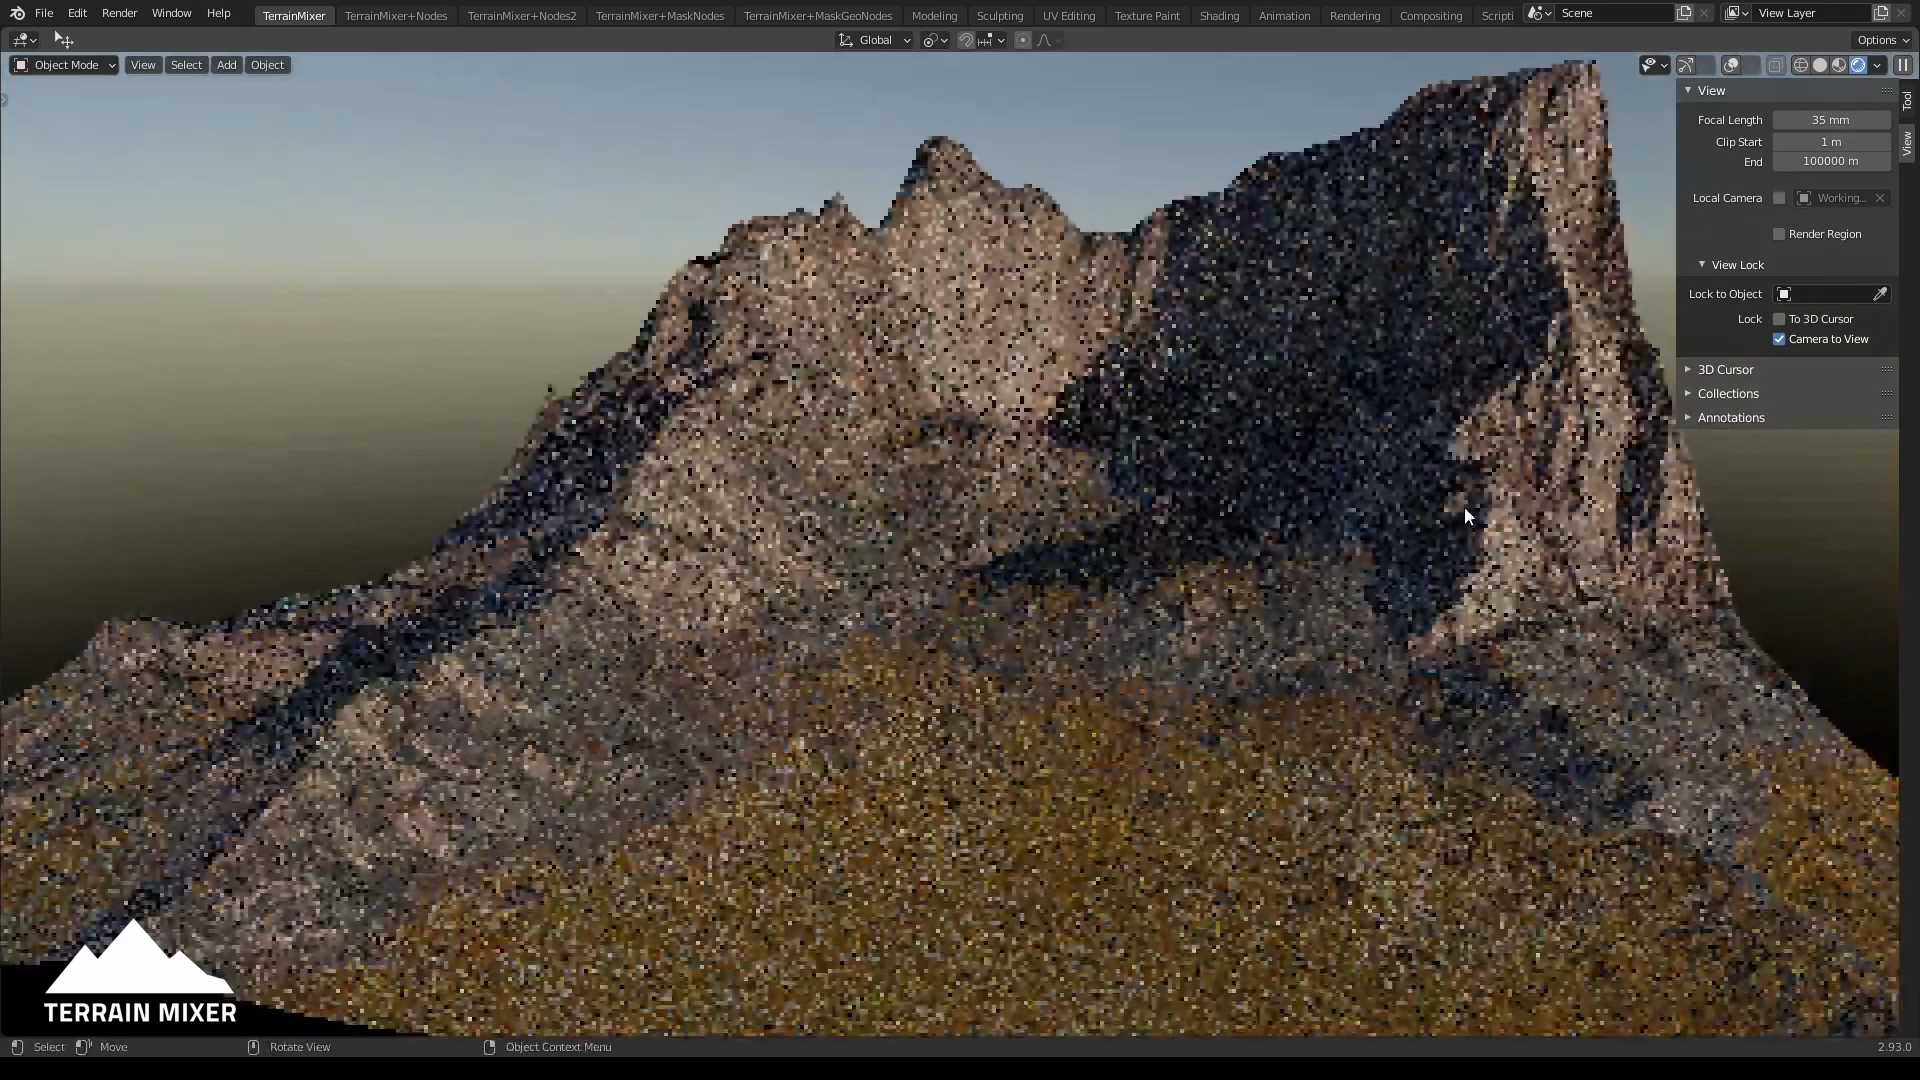 File Edit Render Window Help TerrainMixer TerrainMixer+Nodes TerrainMixer+Nodes2 TerrainMixer+MaskNodes TerrainMixer+MaskGeoNodes Modeling Sculpting UV Editing Texture Paint Shading Animation Rendering Compositing Scripti Scene View Layer
Global Options
Object Mode View Select Add Object
View
Focal Length 35 mm
Clip Start 1 m
End 100000 m
Local Camera Working...
Render Region
View Lock
Lock to Object
Lock To 3D Cursor
Camera to View
3D Cursor
Collections
Annotations
Tool
View
TERRAIN MIXER
Select Move Rotate View Object Context Menu 2.93.0